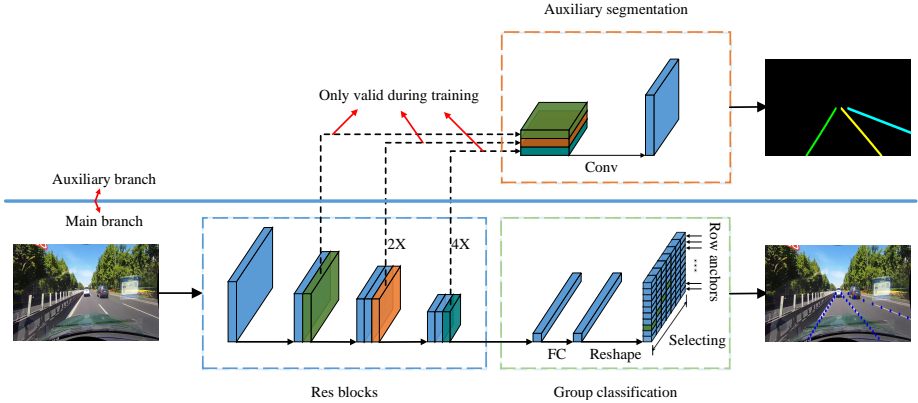 Auxiliary segmentation
Only valid during training
Conv
Auxiliary branch
Main branch
2X
4X
Row anchors
...
FC
Reshape
Selecting
Res blocks
Group classification